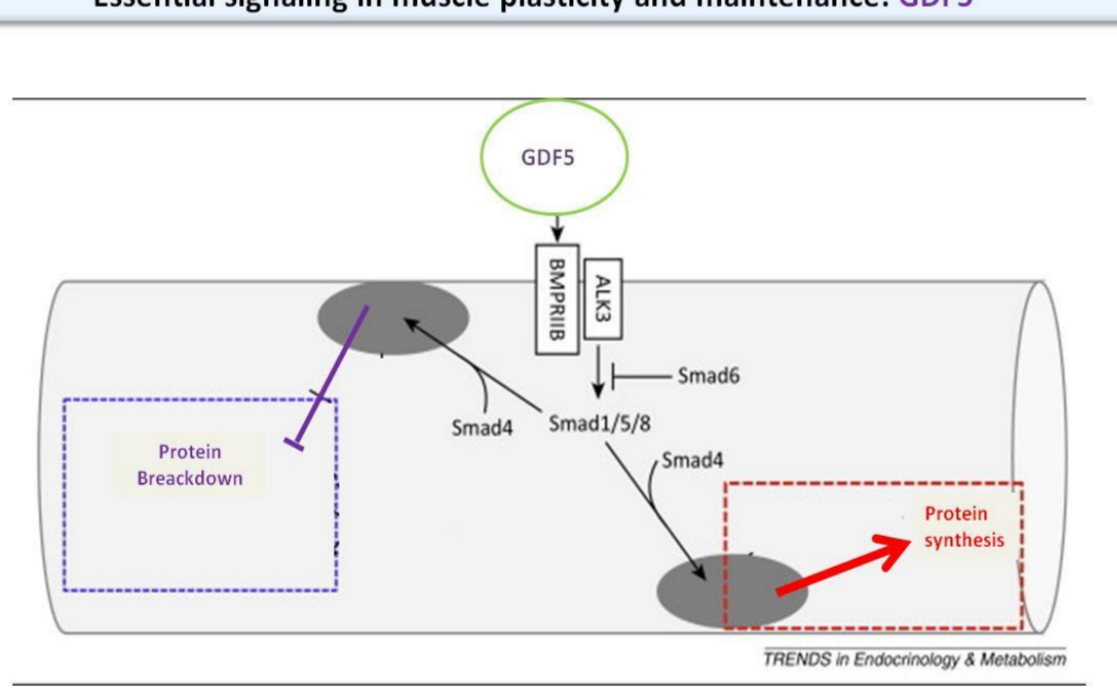 Essential signaling in muscle plasticity and maintenance: GDF5
GDF5
BMPRIIB
ALK3
Smad6
Smad4
Smad1/5/8
Smad4
Protein
Breackdown
Protein
synthesis
TRENDS in Endocrinology & Metabolism